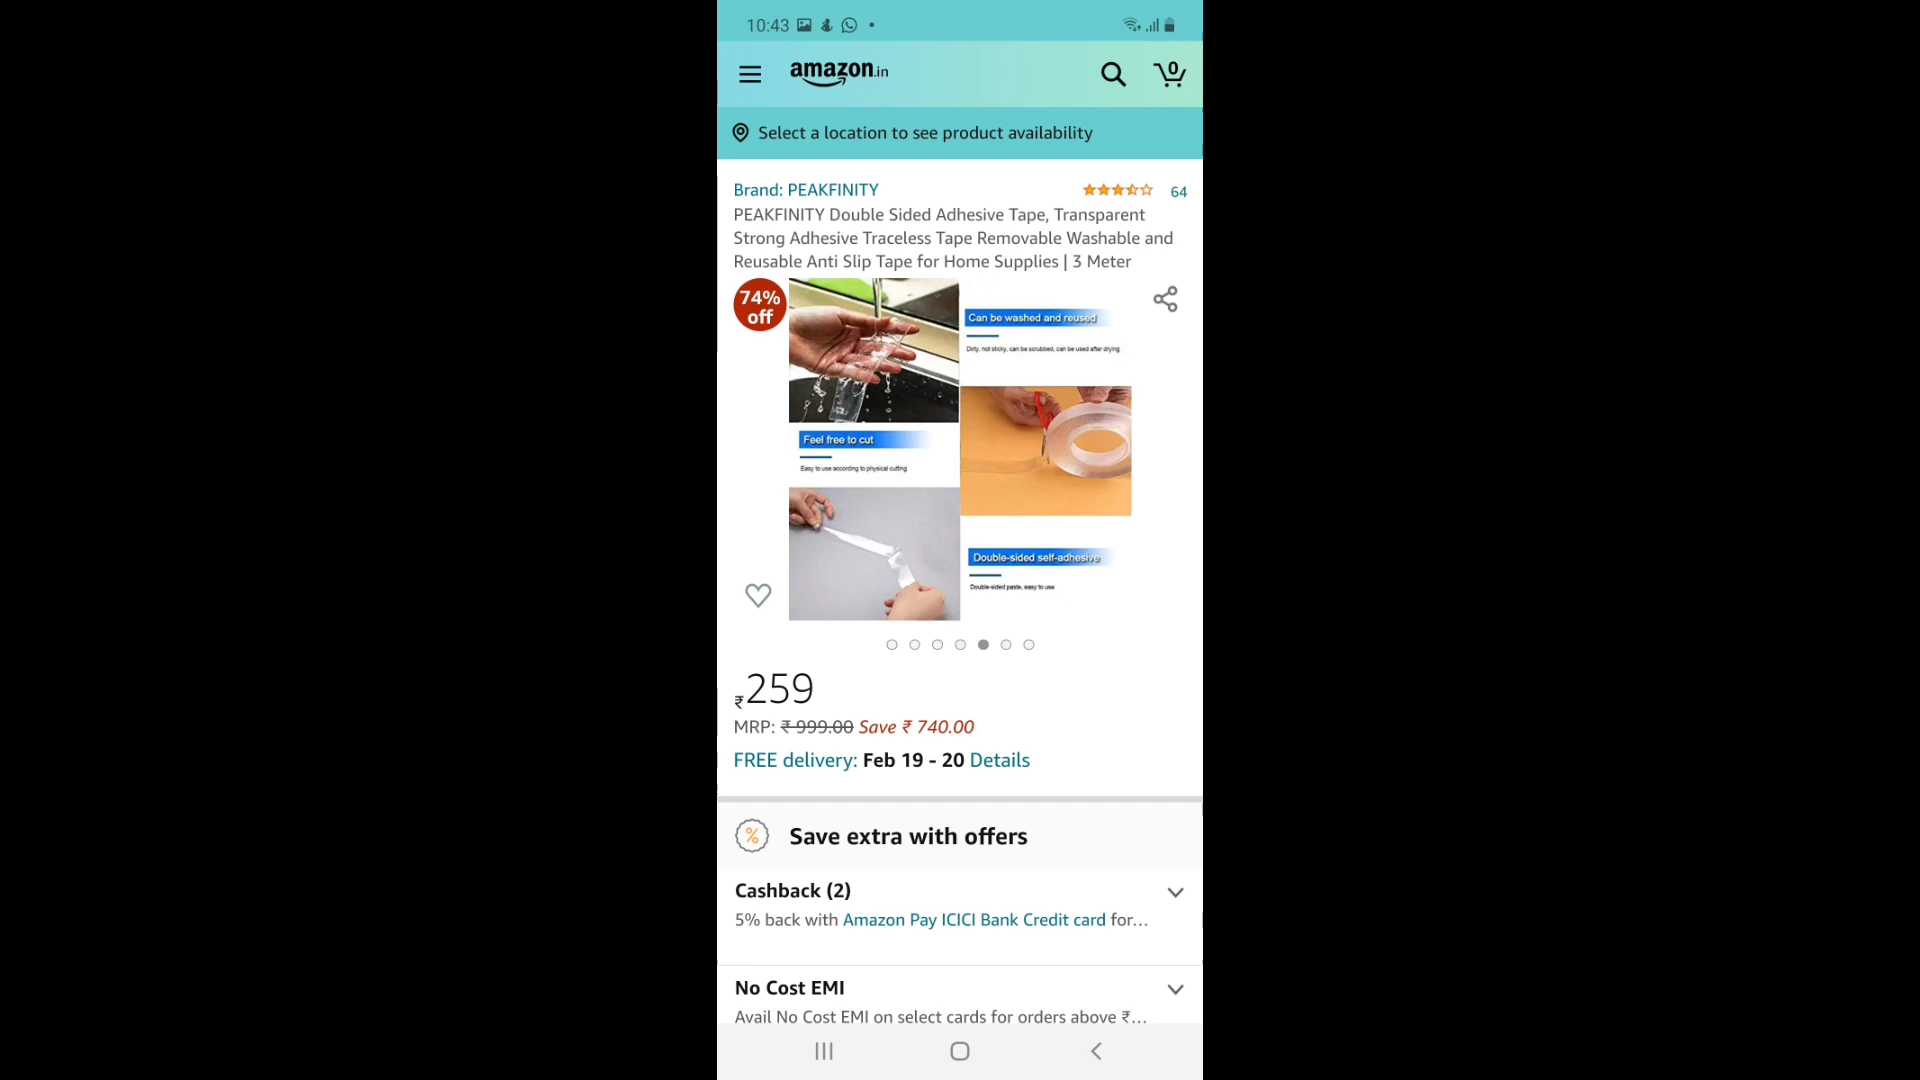 10:43
amazon.in
0
Select a location to see product availability
Brand: PEAKFINITY
64
PEAKFINITY Double Sided Adhesive Tape, Transparent
Strong Adhesive Traceless Tape Removable Washable and
Reusable Anti Slip Tape for Home Supplies | 3 Meter
74%
off
Can be washed and reused
Dirty, not sticky, can be scrubbed, can be used after drying
Feel free to cut
Easy to use according to physical cutting
Double-sided self-adhesive
Double-sided paste, easy to use
₹259
MRP: ₹ 999.00 Save ₹ 740.00
FREE delivery: Feb 19 - 20 Details
%
Save extra with offers
Cashback (2)
5% back with Amazon Pay ICICI Bank Credit card for...
No Cost EMI
Avail No Cost EMI on select cards for orders above ₹...